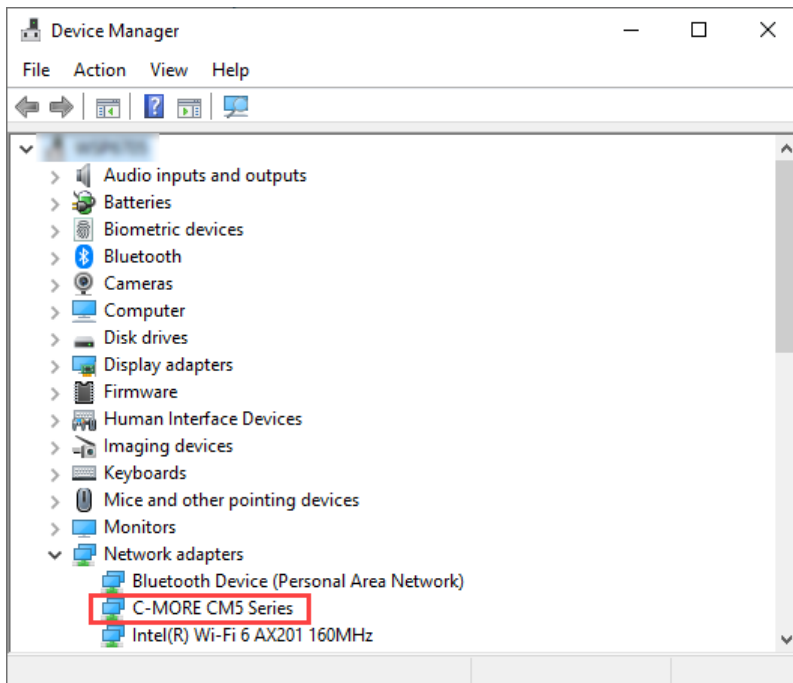 Device Manager
File Action View Help
Audio inputs and outputs
Batteries
Biometric devices
Bluetooth
Cameras
Computer
Disk drives
Display adapters
Firmware
Human Interface Devices
Imaging devices
Keyboards
Mice and other pointing devices
Monitors
Network adapters
Bluetooth Device (Personal Area Network)
C-MORE CM5 Series
Intel(R) Wi-Fi 6 AX201 160MHz